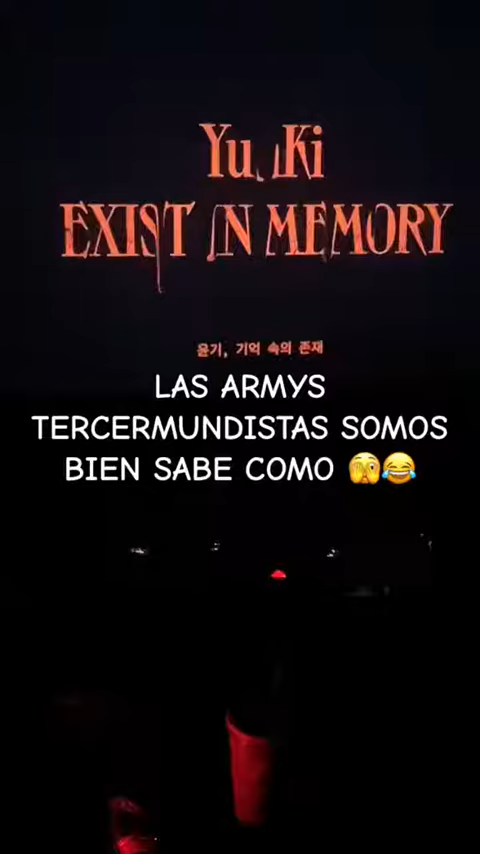 Yu Ki
EXIST IN MEMORY
윤기, 기억 속의 존재
LAS ARMYS
TERCERMUNDISTAS SOMOS
BIEN SABE COMO 🫣😂